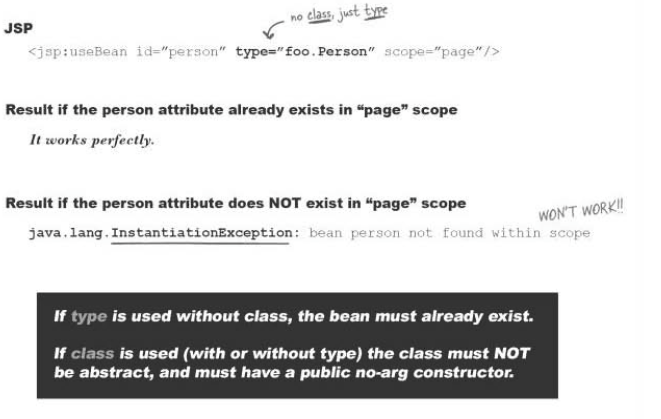 no class, just type
JSP
<jsp:useBean id="person" type="foo.Person" scope="page"/>
Result if the person attribute already exists in “page” scope
It works perfectly.
Result if the person attribute does NOT exist in “page” scope
WON'T WORK!!
java.lang.InstantiationException: bean person not found within scope
If type is used without class, the bean must already exist.
If class is used (with or without type) the class must NOT
be abstract, and must have a public no-arg constructor.